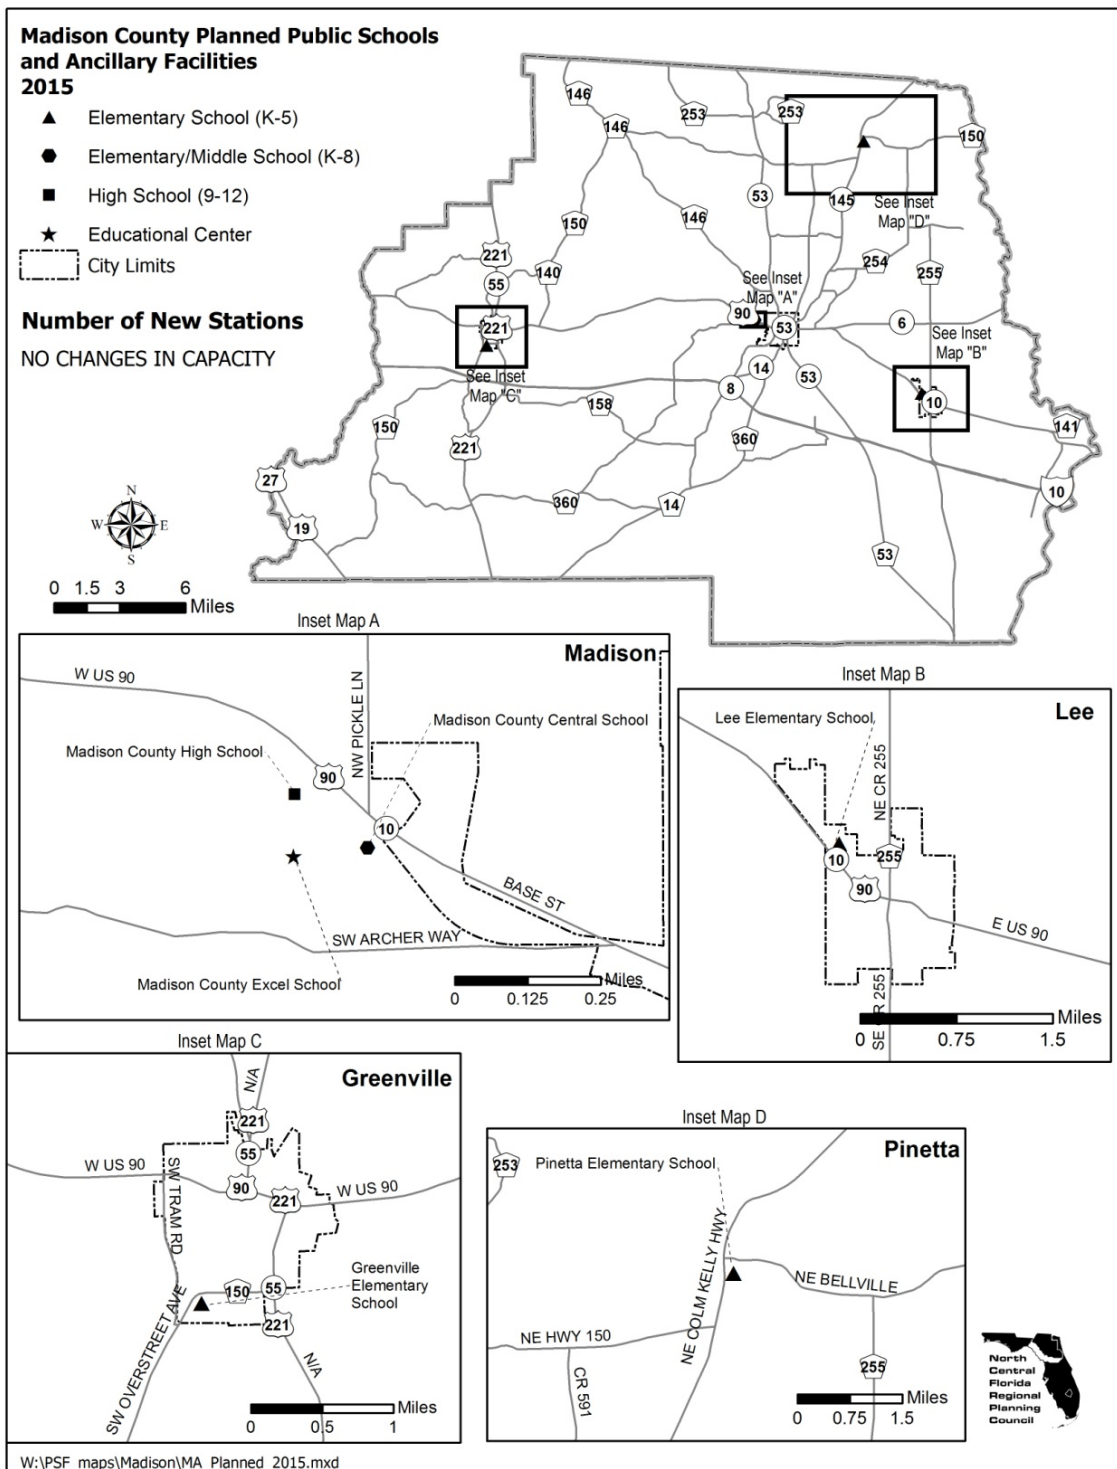 Madison County Planned Public Schools
and Ancillary Facilities
2015
Elementary School (K-5)
Elementary/Middle School (K-8)
High School (9-12)
Educational Center
City Limits
Number of New Stations
NO CHANGES IN CAPACITY
146
146
253
253
150
53
145
See Inset
Map "D"
146
150
221
140
55
254
255
See Inset
Map "A"
90
53
6
See Inset
Map "B"
221
See Inset
Map "C"
14
53
8
10
158
150
221
360
141
27
19
360
14
10
53
N
W
E
S
0 1.5 3 6
Miles
Inset Map A
Madison
W US 90
NW PICKLE LN
Madison County Central School
Madison County High School
90
10
BASE ST
SW ARCHER WAY
Madison County Excel School
Miles
0 0.125 0.25
Inset Map B
Lee
Lee Elementary School
NE CR 255
10
255
90
E US 90
SE CR 255
Miles
0 0.75 1.5
Inset Map C
Greenville
N/A
221
55
W US 90
SW TRAM RD
90
221
W US 90
Greenville
Elementary
School
150
55
221
SW OVERSTREET AVE
N/A
Miles
0 0.5 1
Inset Map D
Pinetta
253
Pinetta Elementary School
NE COLM KELLY HWY
NE BELLVILLE
NE HWY 150
CR 591
255
Miles
0 0.75 1.5
North
Central
Florida
Regional
Planning
Council
W:\PSF_maps\Madison\MA_Planned_2015.mxd